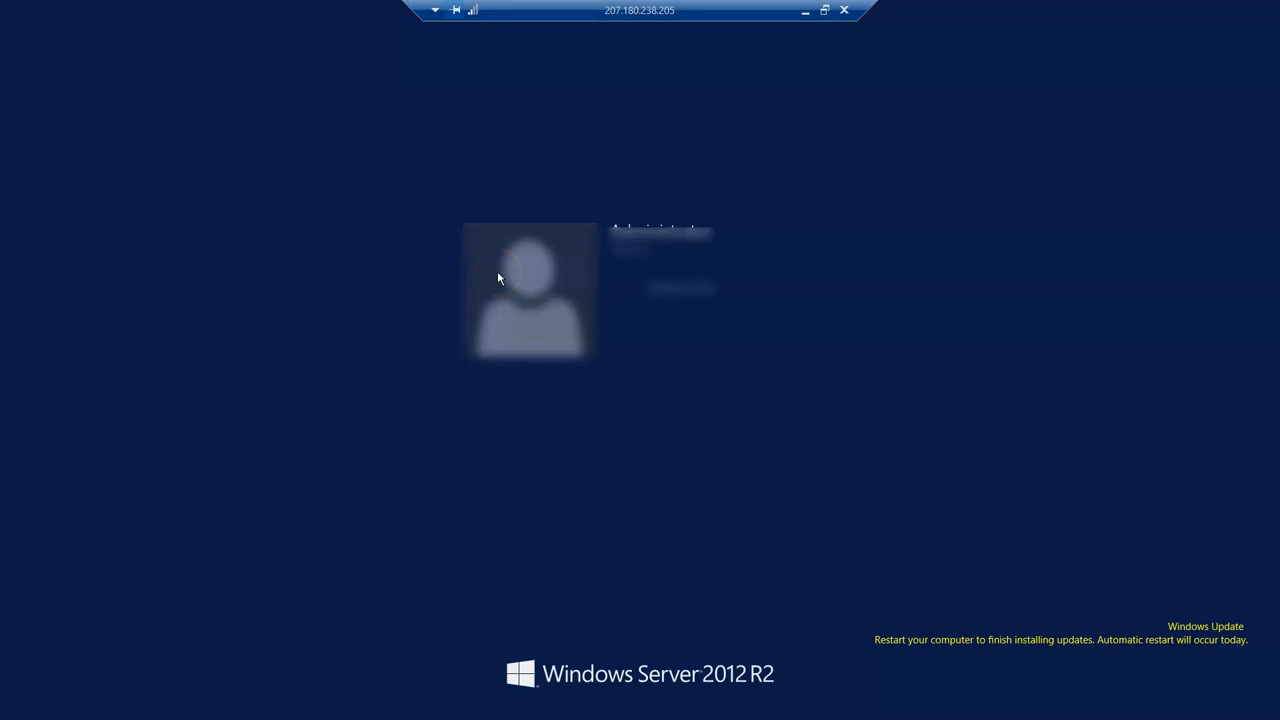 207.180.238.205
Windows Update
Restart your computer to finish installing updates. Automatic restart will occur today.
Windows Server 2012 R2